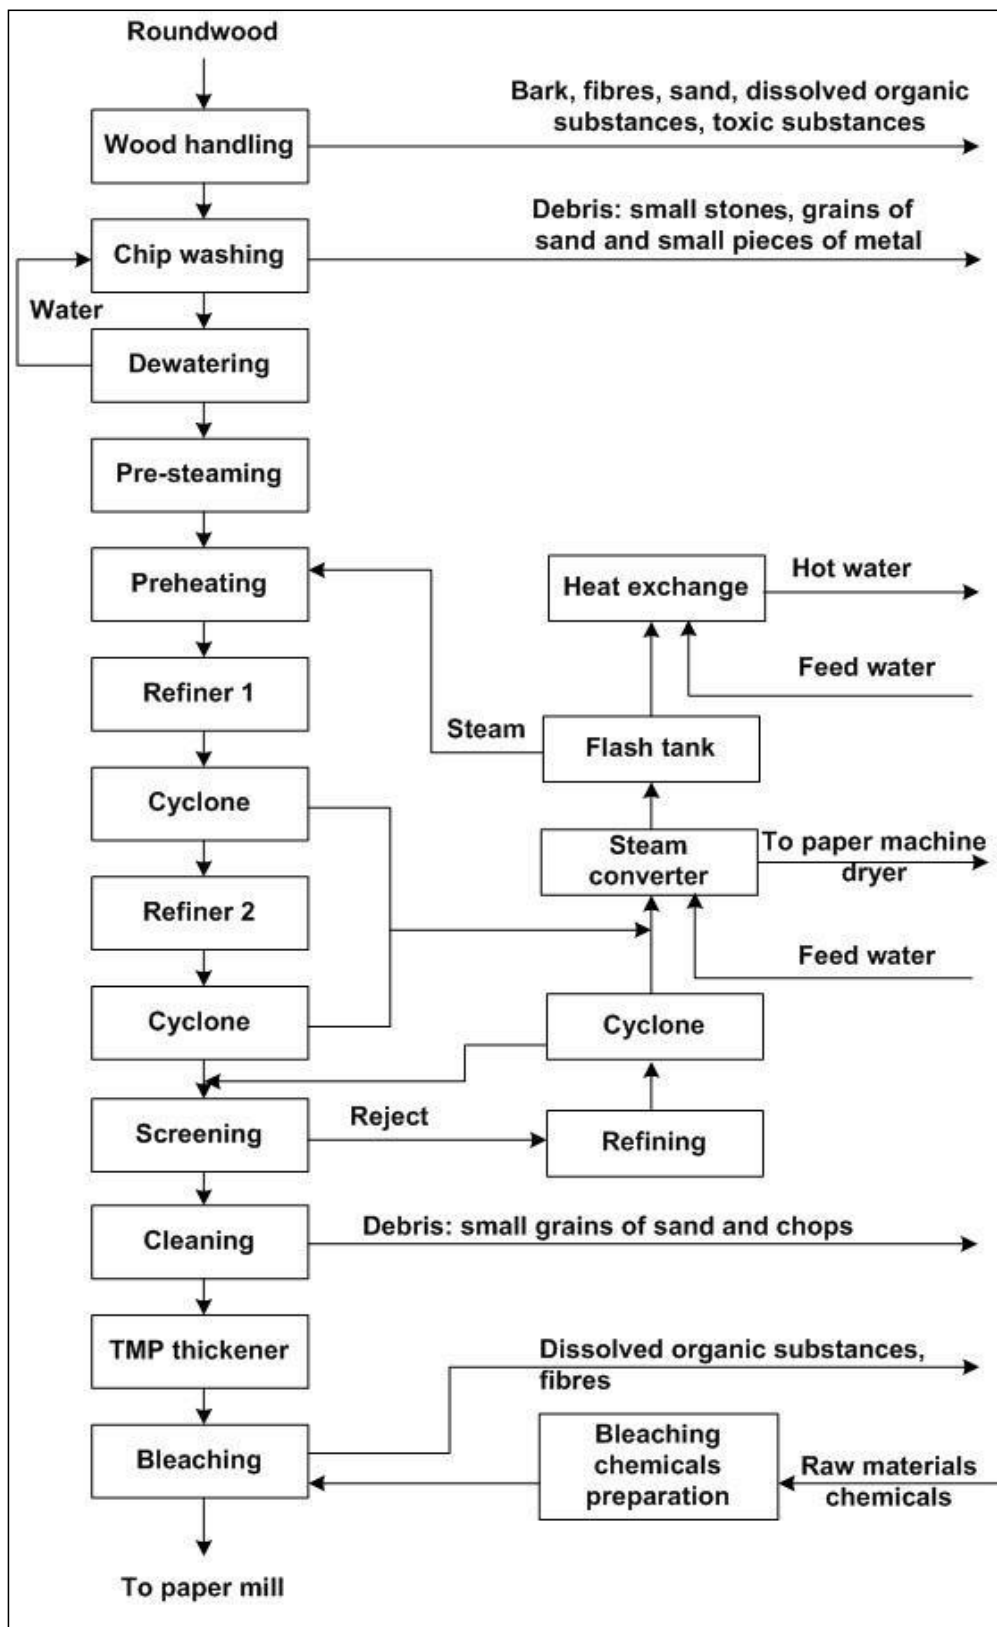 Roundwood
Bark, fibres, sand, dissolved organic
substances, toxic substances
Wood handling
Debris: small stones, grains of
sand and small pieces of metal
Chip washing
Water
Dewatering
Pre-steaming
Preheating
Heat exchange
Hot water
Feed water
Refiner 1
Steam
Flash tank
Cyclone
Steam
converter
To paper machine
dryer
Refiner 2
Feed water
Cyclone
Cyclone
Screening
Reject
Refining
Cleaning
Debris: small grains of sand and chops
TMP thickener
Dissolved organic substances,
fibres
Bleaching
Bleaching
chemicals
preparation
Raw materials
chemicals
To paper mill